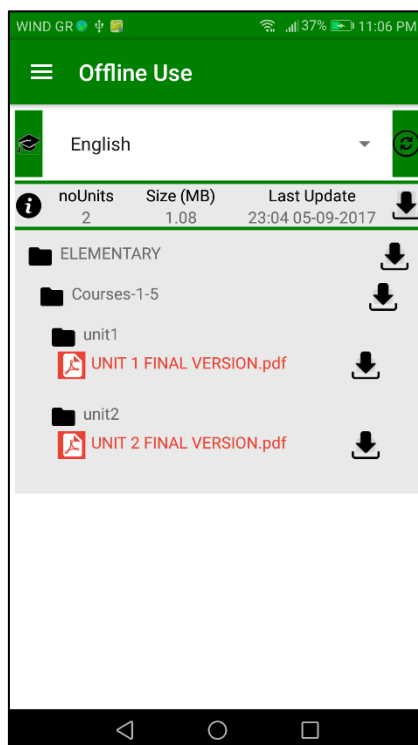 WIND GR 37% 11:06 PM
Offline Use
English
noUnits Size (MB) Last Update
2 1.08 23:04 05-09-2017
ELEMENTARY
Courses-1-5
unit1
UNIT 1 FINAL VERSION.pdf
unit2
UNIT 2 FINAL VERSION.pdf